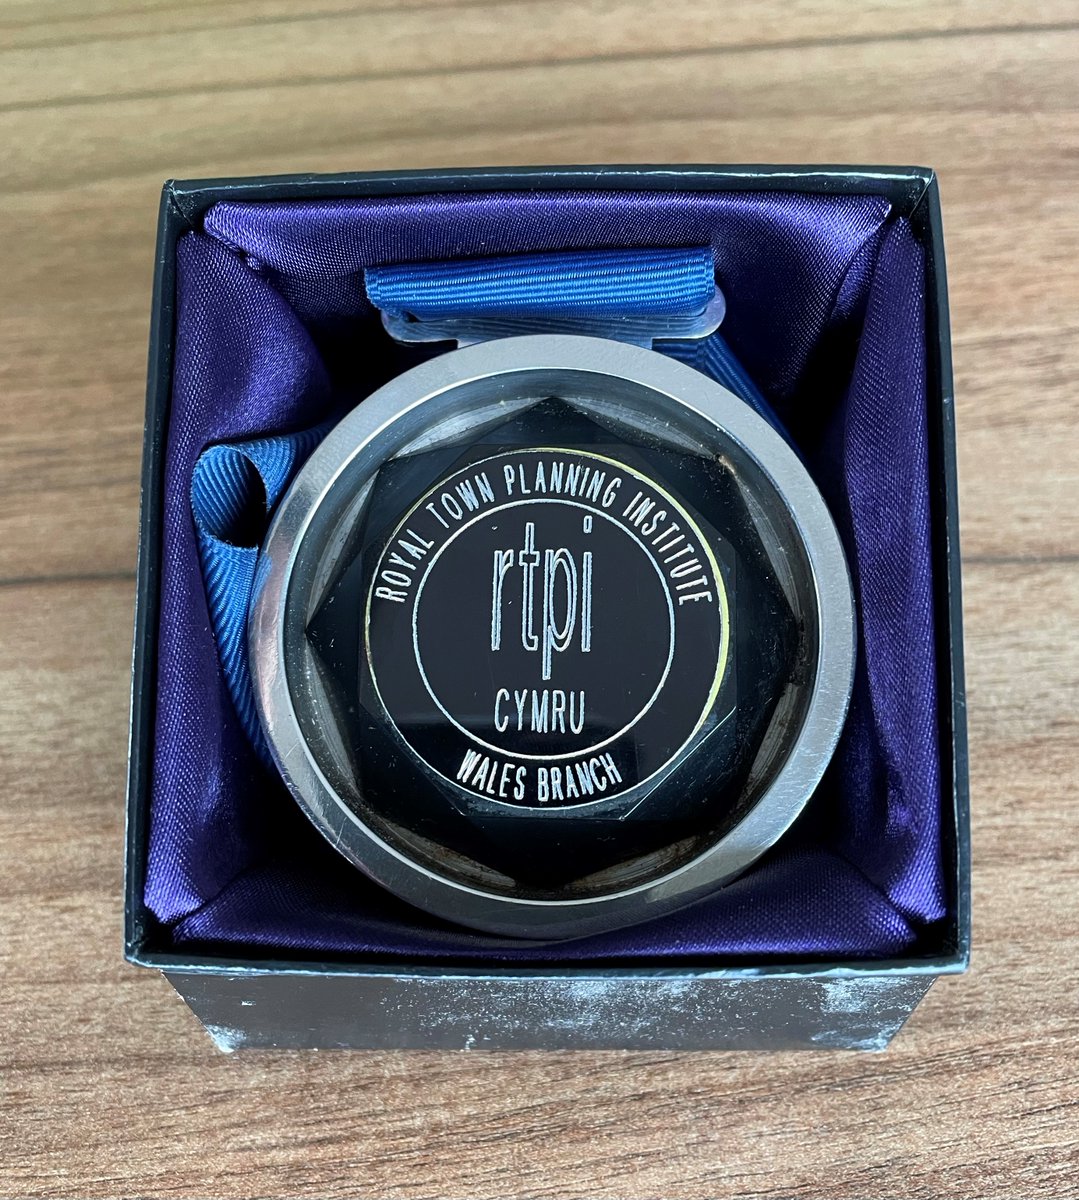 ROYAL TOWN PLANNING INSTITUTE
rtpi
CYMRU
WALES BRANCH